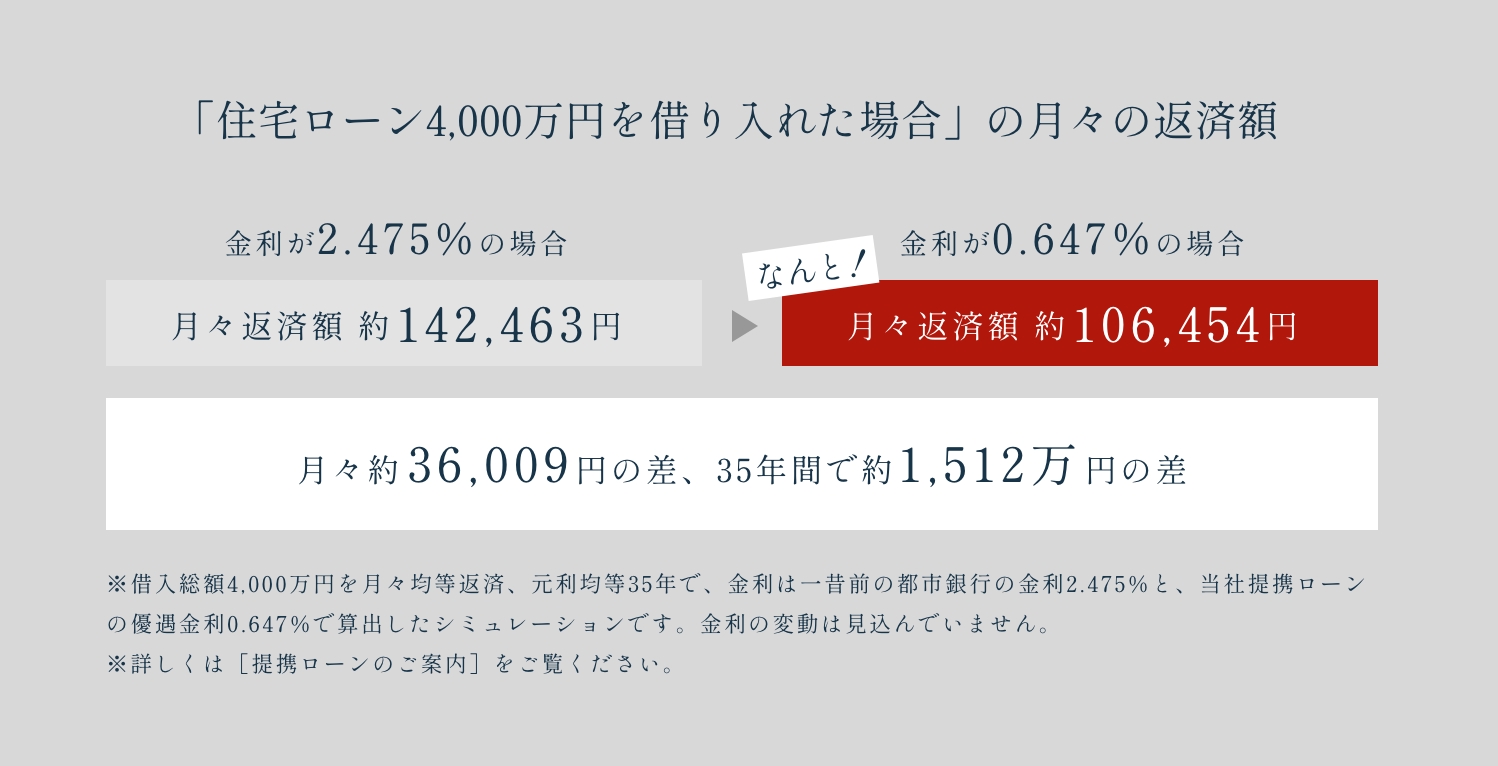 「住宅ローン4,000万円を借り入れた場合」の月々の返済額
金利が2.475%の場合
月々返済額 約142,463円
なんと!
金利が0.647%の場合
月々返済額 約106,454円
月々約36,009円の差、35年間で約1,512万円の差
※借入総額4,000万円を月々均等返済、元利均等35年で、金利は一昔前の都市銀行の金利2.475%と、当社提携ローン
の優遇金利0.647%で算出したシミュレーションです。金利の変動は見込んでいません。
※詳しくは［提携ローンのご案内］をご覧ください。